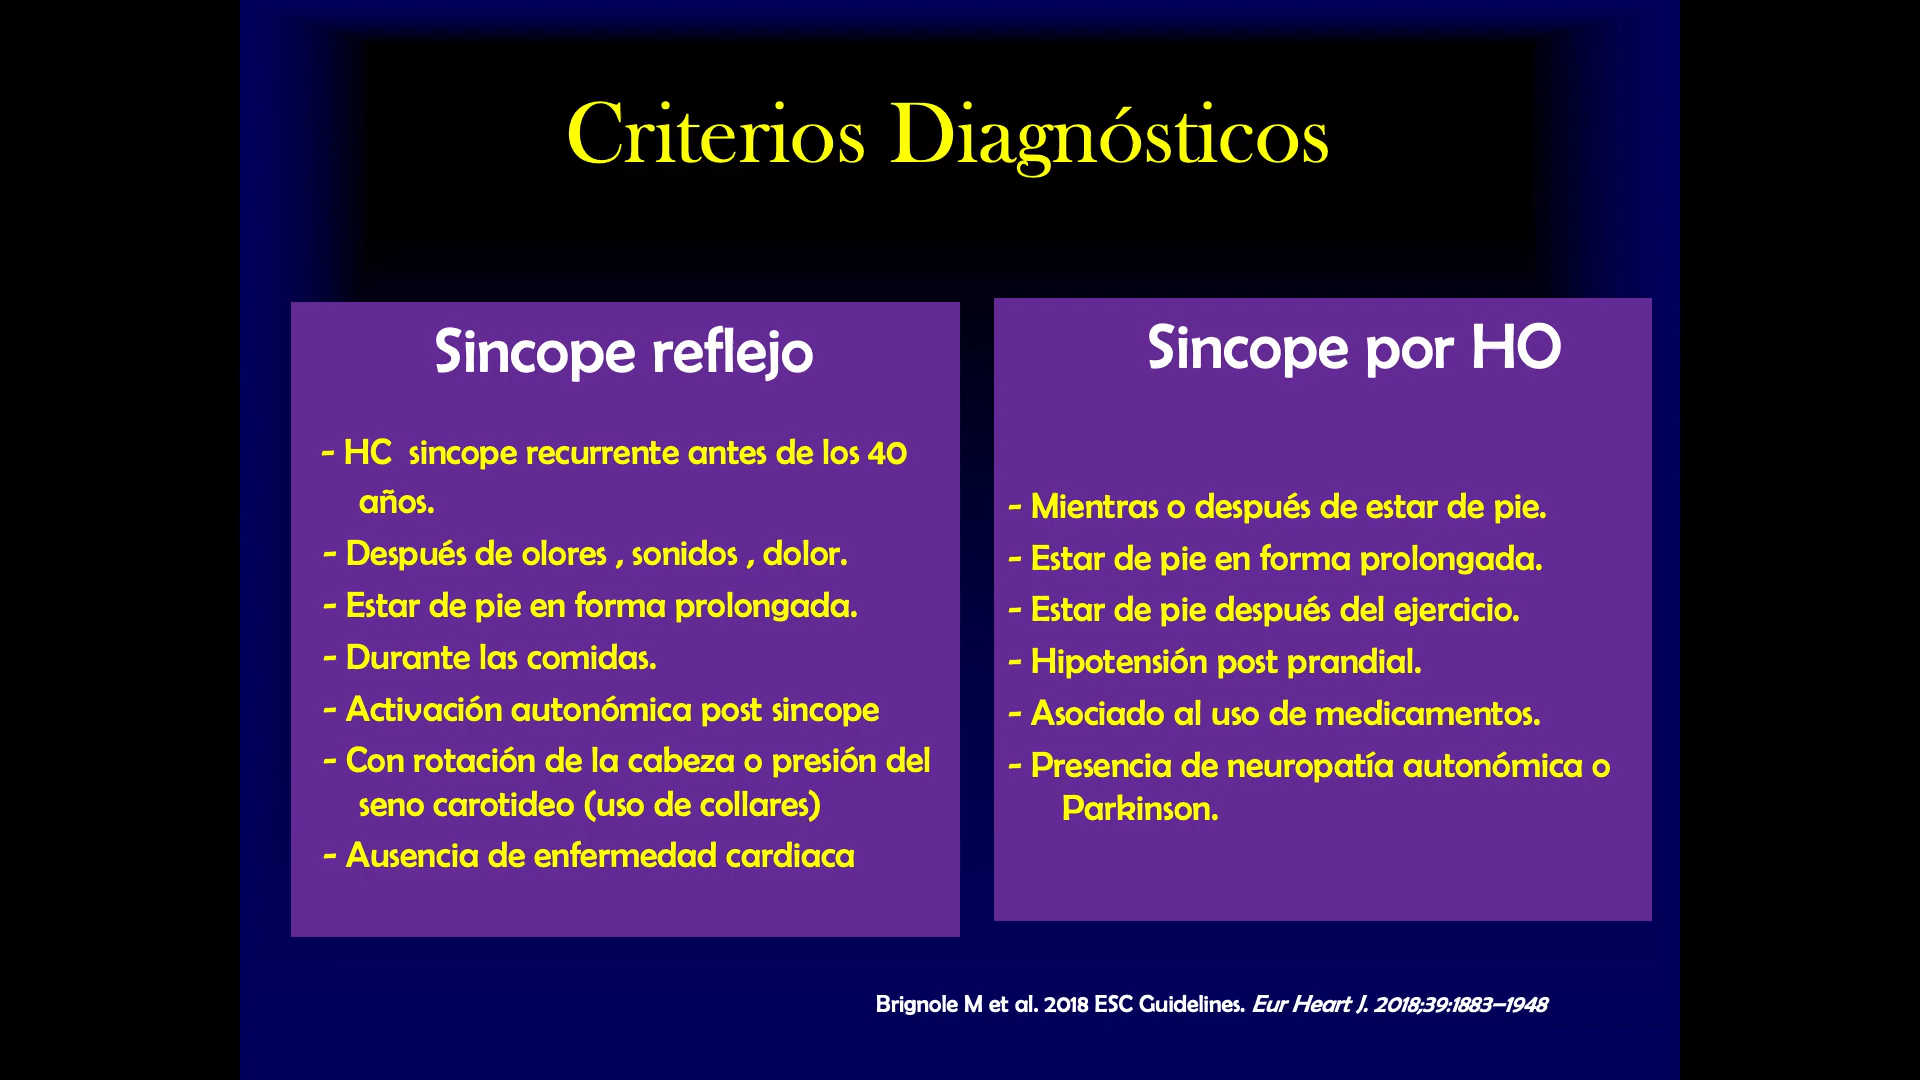 Criterios Diagnósticos
Sincope reflejo
- HC  sincope recurrente antes de los 40
años.
- Después de olores , sonidos , dolor.
- Estar de pie en forma prolongada.
- Durante las comidas.
- Activación autonómica post sincope
- Con rotación de la cabeza o presión del
seno carotideo (uso de collares)
- Ausencia de enfermedad cardiaca
Sincope por HO
- Mientras o después de estar de pie.
- Estar de pie en forma prolongada.
- Estar de pie después del ejercicio.
- Hipotensión post prandial.
- Asociado al uso de medicamentos.
- Presencia de neuropatía autonómica o
Parkinson.
Brignole M et al. 2018 ESC Guidelines. Eur Heart J. 2018;39:1883–1948